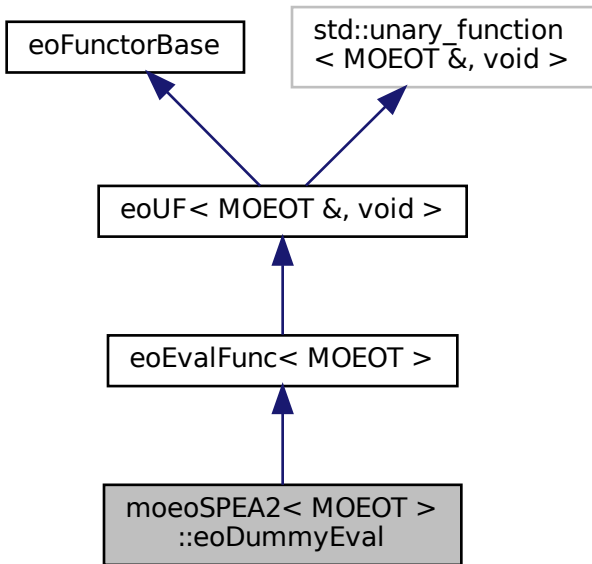 eoFunctorBase
std::unary_function
< MOEOT &, void >
eoUF< MOEOT &, void >
eoEvalFunc< MOEOT >
moeoSPEA2< MOEOT >
::eoDummyEval